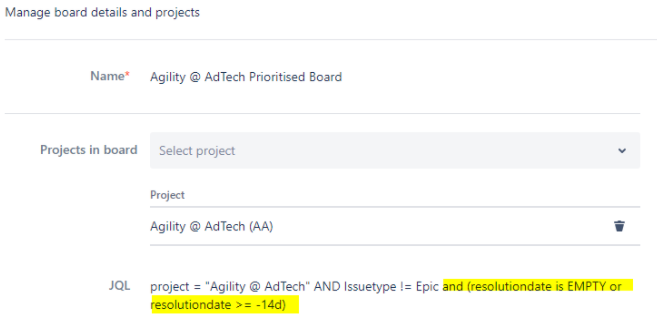 Manage board details and projects
Name* Agility @ AdTech Prioritised Board
Projects in board Select project
Project
Agility @ AdTech (AA)
JQL project = "Agility @ AdTech" AND Issuetype != Epic and (resolutiondate is EMPTY or
resolutiondate >= -14d)